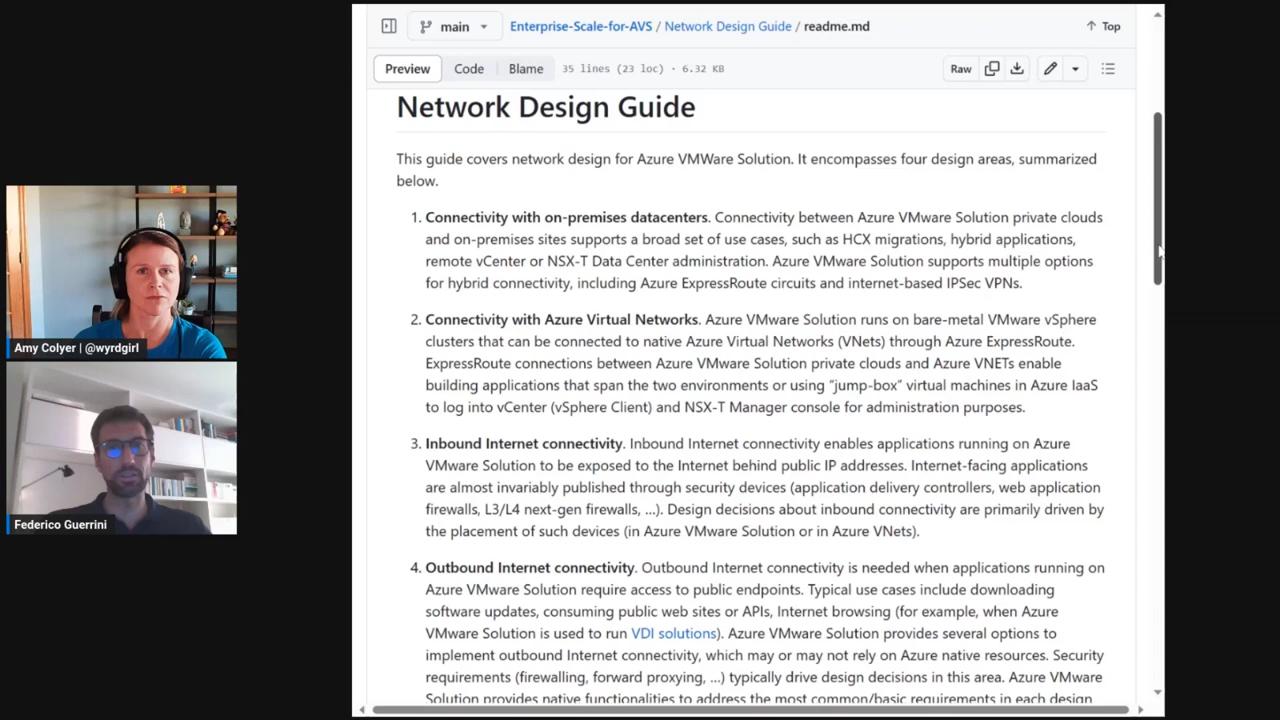 main
Enterprise-Scale-for-AVS / Network Design Guide / readme.md
Top
Preview
Code
Blame
35 lines (23 loc) · 6.32 KB
Raw
Network Design Guide
This guide covers network design for Azure VMWare Solution. It encompasses four design areas, summarized
below.
1. Connectivity with on-premises datacenters. Connectivity between Azure VMware Solution private clouds
and on-premises sites supports a broad set of use cases, such as HCX migrations, hybrid applications,
remote vCenter or NSX-T Data Center administration. Azure VMware Solution supports multiple options
for hybrid connectivity, including Azure ExpressRoute circuits and internet-based IPSec VPNs.
2. Connectivity with Azure Virtual Networks. Azure VMware Solution runs on bare-metal VMware vSphere
clusters that can be connected to native Azure Virtual Networks (VNets) through Azure ExpressRoute.
ExpressRoute connections between Azure VMware Solution private clouds and Azure VNETs enable
building applications that span the two environments or using “jump-box” virtual machines in Azure IaaS
to log into vCenter (vSphere Client) and NSX-T Manager console for administration purposes.
3. Inbound Internet connectivity. Inbound Internet connectivity enables applications running on Azure
VMware Solution to be exposed to the Internet behind public IP addresses. Internet-facing applications
are almost invariably published through security devices (application delivery controllers, web application
firewalls, L3/L4 next-gen firewalls, ...). Design decisions about inbound connectivity are primarily driven by
the placement of such devices (in Azure VMware Solution or in Azure VNets).
4. Outbound Internet connectivity. Outbound Internet connectivity is needed when applications running on
Azure VMware Solution require access to public endpoints. Typical use cases include downloading
software updates, consuming public web sites or APIs, Internet browsing (for example, when Azure
VMware Solution is used to run VDI solutions). Azure VMware Solution provides several options to
implement outbound Internet connectivity, which may or may not rely on Azure native resources. Security
requirements (firewalling, forward proxying, ...) typically drive design decisions in this area. Azure VMware
Solution provides native functionalities to address the most common/basic requirements in each design
Amy Colyer | @wyrdgirl
Federico Guerrini